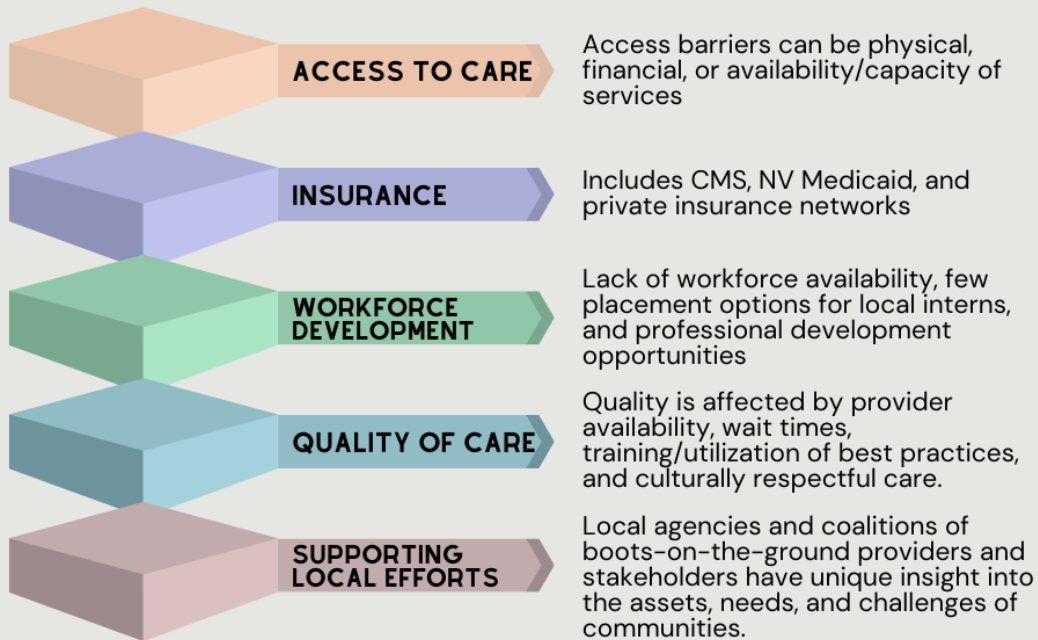 ACCESS TO CARE
Access barriers can be physical,
financial, or availability/capacity of
services
INSURANCE
Includes CMS, NV Medicaid, and
private insurance networks
WORKFORCE
DEVELOPMENT
Lack of workforce availability, few
placement options for local interns,
and professional development
opportunities
QUALITY OF CARE
Quality is affected by provider
availability, wait times,
training/utilization of best practices,
and culturally respectful care.
SUPPORTING
LOCAL EFFORTS
Local agencies and coalitions of
boots-on-the-ground providers and
stakeholders have unique insight into
the assets, needs, and challenges of
communities.